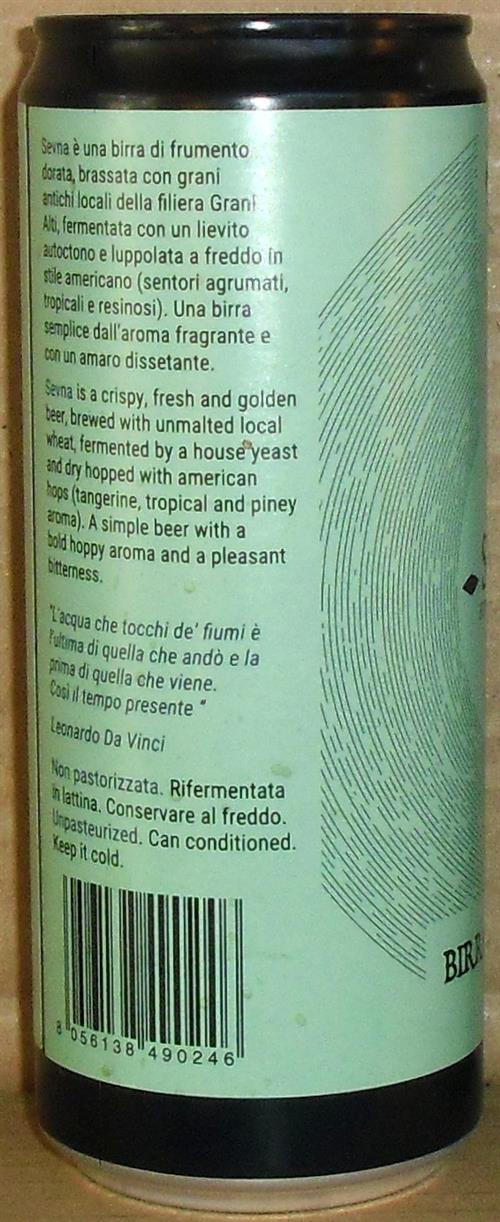 Sevna è una birra di frumento
dorata, brassata con grani
antichi locali della filiera Grani
Alti, fermentata con un lievito
autoctono e luppolata a freddo in
stile americano (sentori agrumati,
tropicali e resinosi). Una birra
semplice dall'aroma fragrante e
con un amaro dissetante.
Sevna is a crispy, fresh and golden
beer, brewed with unmalted local
wheat, fermented by a house yeast
and dry hopped with american
hops (tangerine, tropical and piney
aroma). A simple beer with a
bold hoppy aroma and a pleasant
bitterness.
"L'acqua che tocchi de' fiumi è
l'ultima di quella che andò e la
prima di quella che viene.
Così il tempo presente "
Leonardo Da Vinci
Non pastorizzata. Rifermentata
in lattina. Conservare al freddo.
Unpasteurized. Can conditioned.
Keep it cold.
8 056138 490246
BIRR